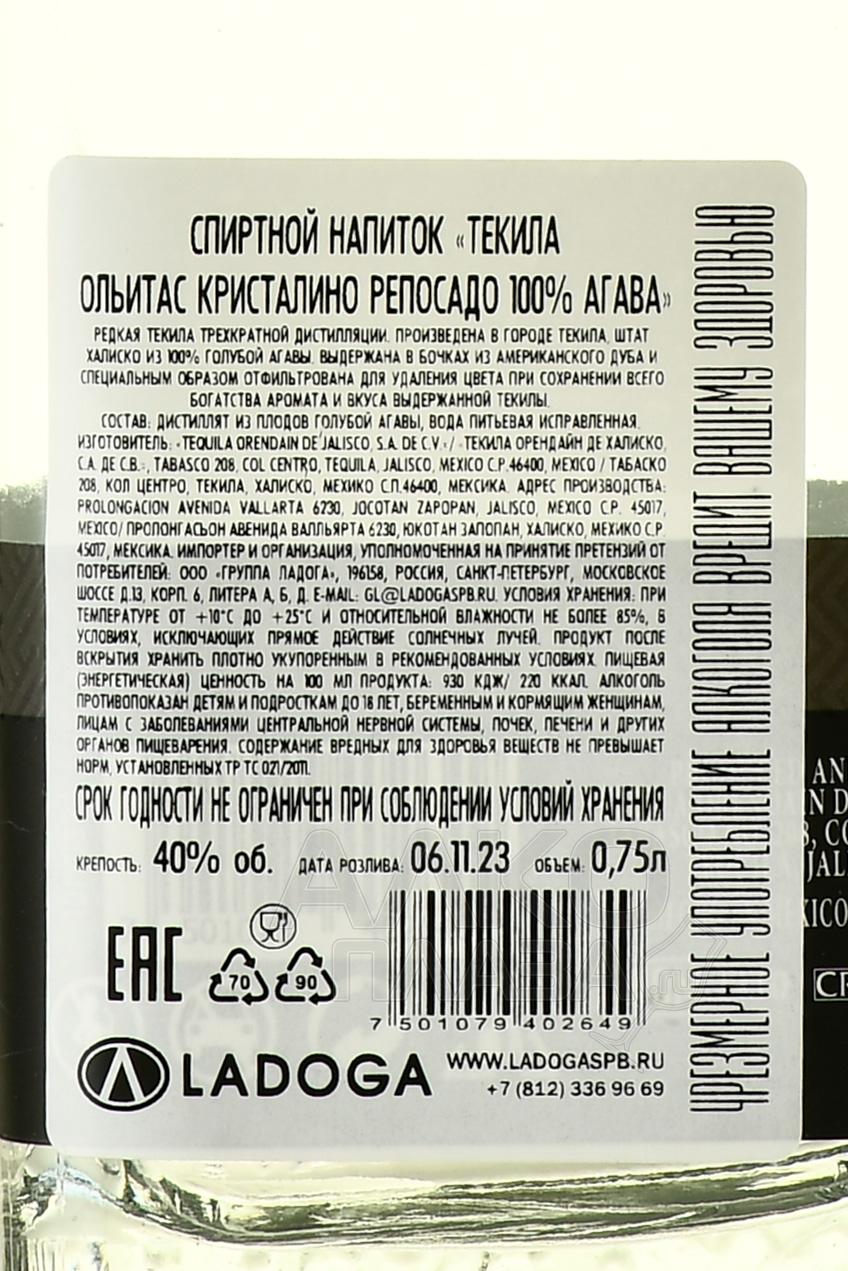 СПИРТНОЙ НАПИТОК «ТЕКИЛА
ОЛЬИТАС КРИСТАЛИНО РЕПОСАДО 100% АГАВА»
РЕДКАЯ ТЕКИЛА ТРЕХКРАТНОЙ ДИСТИЛЛЯЦИИ. ПРОИЗВЕДЕНА В ГОРОДЕ ТЕКИЛА, ШТАТ
ХАЛИСКО ИЗ 100% ГОЛУБОЙ АГАВЫ. ВЫДЕРЖАНА В БОЧКАХ ИЗ АМЕРИКАНСКОГО ДУБА И
СПЕЦИАЛЬНЫМ ОБРАЗОМ ОТФИЛЬТРОВАНА ДЛЯ УДАЛЕНИЯ ЦВЕТА ПРИ СОХРАНЕНИИ ВСЕГО
БОГАТСТВА АРОМАТА И ВКУСА ВЫДЕРЖАННОЙ ТЕКИЛЫ.
СОСТАВ: ДИСТИЛЛЯТ ИЗ ПЛОДОВ ГОЛУБОЙ АГАВЫ, ВОДА ПИТЬЕВАЯ ИСПРАВЛЕННАЯ.
ИЗГОТОВИТЕЛЬ: «TEQUILA ORENDAIN DE JALISCO, S.A. DE C.V.» / «ТЕКИЛА ОРЕНДАЙН ДЕ ХАЛИСКО,
С.А. ДЕ С.В.», TABASCO 208, COL CENTRO, TEQUILA, JALISCO, MEXICO C.P. 46400, MEXICO / ТАБАСКО
208, КОЛ ЦЕНТРО, ТЕКИЛА, ХАЛИСКО, МЕХИКО С.П.46400, МЕКСИКА. АДРЕС ПРОИЗВОДСТВА:
PROLONGACION AVENIDA VALLARTA 6230, JOCOTAN ZAPOPAN, JALISCO, MEXICO C.P. 45017,
MEXICO/ ПРОЛОНГАСЬОН АВЕНИДА ВАЛЛЬЯРТА 6230, ЮКОТАН ЗАПОПАН, ХАЛИСКО, МЕХИКО С.Р.
45017, МЕКСИКА. ИМПОРТЕР И ОРГАНИЗАЦИЯ, УПОЛНОМОЧЕННАЯ НА ПРИНЯТИЕ ПРЕТЕНЗИЙ ОТ
ПОТРЕБИТЕЛЕЙ: ООО «ГРУППА ЛАДОГА», 196158, РОССИЯ, САНКТ-ПЕТЕРБУРГ, МОСКОВСКОЕ
ШОССЕ Д.13, КОРП. 6, ЛИТЕРА А, Б, Д. E-MAIL: GL@LADOGASPB.RU. УСЛОВИЯ ХРАНЕНИЯ: ПРИ
ТЕМПЕРАТУРЕ ОТ +10°С ДО +25°С И ОТНОСИТЕЛЬНОЙ ВЛАЖНОСТИ НЕ БОЛЕЕ 85%, В
УСЛОВИЯХ, ИСКЛЮЧАЮЩИХ ПРЯМОЕ ДЕЙСТВИЕ СОЛНЕЧНЫХ ЛУЧЕЙ. ПРОДУКТ ПОСЛЕ
ВСКРЫТИЯ ХРАНИТЬ ПЛОТНО УКУПОРЕННЫМ В РЕКОМЕНДОВАННЫХ УСЛОВИЯХ. ПИЩЕВАЯ
(ЭНЕРГЕТИЧЕСКАЯ) ЦЕННОСТЬ НА 100 МЛ ПРОДУКТА: 930 КДЖ/ 220 ККАЛ. АЛКОГОЛЬ
ПРОТИВОПОКАЗАН ДЕТЯМ И ПОДРОСТКАМ ДО 18 ЛЕТ, БЕРЕМЕННЫМ И КОРМЯЩИМ ЖЕНЩИНАМ,
ЛИЦАМ С ЗАБОЛЕВАНИЯМИ ЦЕНТРАЛЬНОЙ НЕРВНОЙ СИСТЕМЫ, ПОЧЕК, ПЕЧЕНИ И ДРУГИХ
ОРГАНОВ ПИЩЕВАРЕНИЯ. СОДЕРЖАНИЕ ВРЕДНЫХ ДЛЯ ЗДОРОВЬЯ ВЕЩЕСТВ НЕ ПРЕВЫШАЕТ
НОРМ, УСТАНОВЛЕННЫХ ТР ТС 021/2011.
СРОК ГОДНОСТИ НЕ ОГРАНИЧЕН ПРИ СОБЛЮДЕНИИ УСЛОВИЙ ХРАНЕНИЯ
КРЕПОСТЬ: 40% об. ДАТА РОЗЛИВА: 06.11.23 ОБЪЕМ: 0,75л
EAC
70 90
7 501079 402649
LADOGA
WWW.LADOGASPB.RU
+7 (812) 336 96 69
ЧРЕЗМЕРНОЕ УПОТРЕБЛЕНИЕ АЛКОГОЛЯ ВРЕДИТ ВАШЕМУ ЗДОРОВЬЮ
АЛКО
ПЛАВА.ru